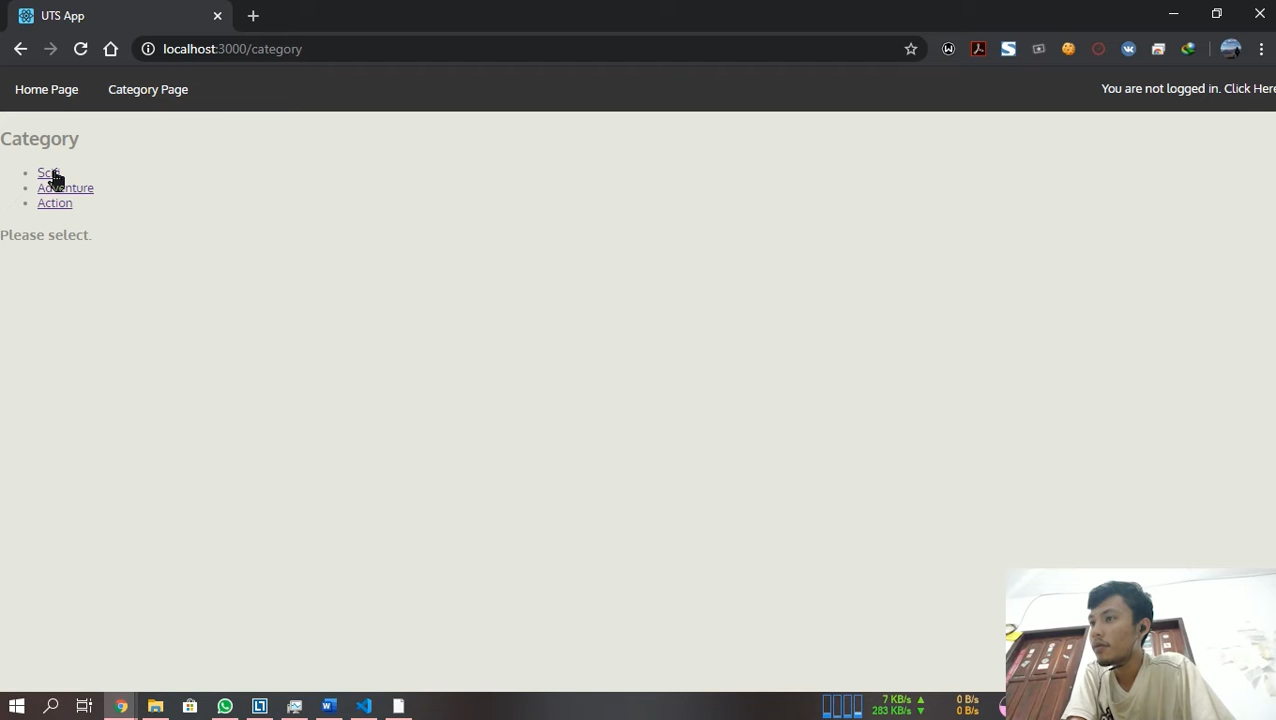 UTS App
localhost:3000/category
Home Page Category Page You are not logged in. Click Here
Category
Adventure
Action
Please select.
7 KB/s 0 B/s
283 KB/s 0 B/s